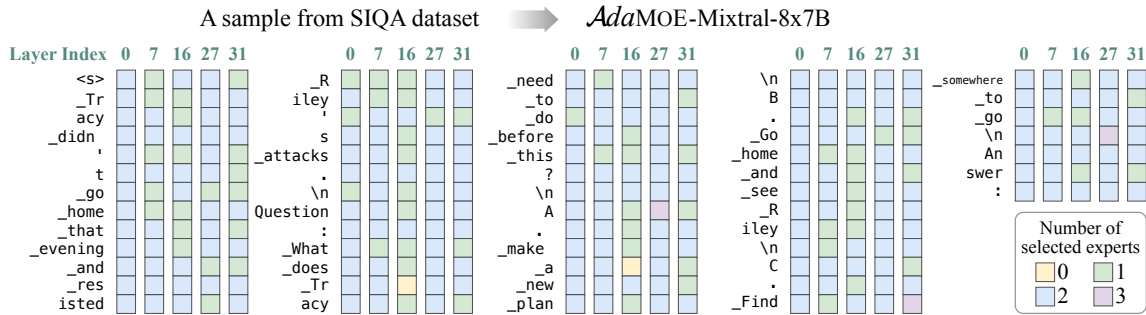 A sample from SIQA dataset
AdaMOE-Mixtral-8x7B
Layer Index 0 7 16 27 31
<s>
_Tr
acy
_didn
'
t
_go
_home
_that
_evening
_and
_res
isted
0 7 16 27 31
_R
iley
'
s
_attacks
.
\n
Question
:
_What
_does
_Tr
acy
0 7 16 27 31
_need
_to
_do
_before
_this
?
\n
A
.
_make
_a
_new
_plan
0 7 16 27 31
\n
B
.
_Go
_home
_and
_see
_R
iley
\n
C
.
_Find
0 7 16 27 31
_somewhere
_to
_go
\n
An
swer
:
Number of
selected experts
0 1
2 3